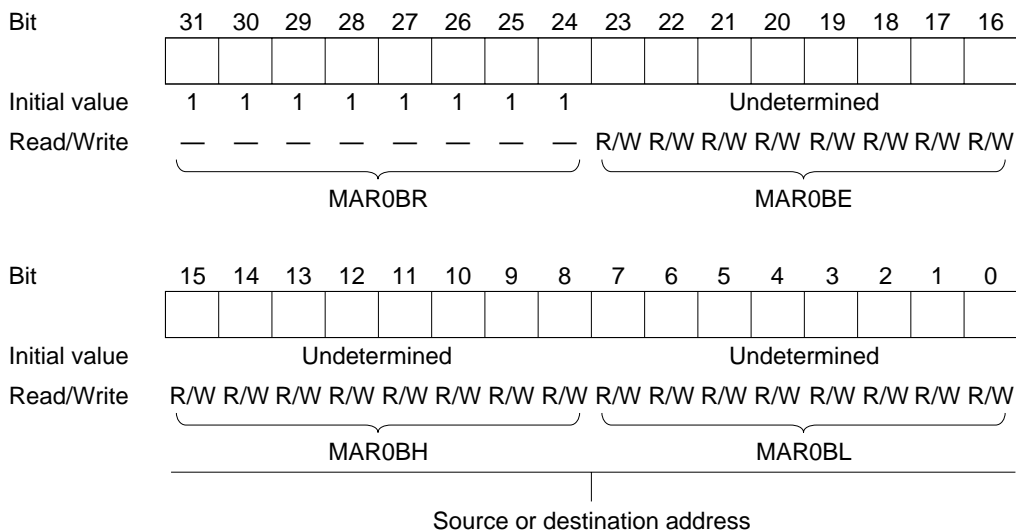 Bit 31 30 29 28 27 26 25 24 23 22 21 20 19 18 17 16
Initial value 1 1 1 1 1 1 1 1 Undetermined
Read/Write — — — — — — — — R/W R/W R/W R/W R/W R/W R/W R/W
MAR0BR MAR0BE
Bit 15 14 13 12 11 10 9 8 7 6 5 4 3 2 1 0
Initial value Undetermined Undetermined
Read/Write R/W R/W R/W R/W R/W R/W R/W R/W R/W R/W R/W R/W R/W R/W R/W R/W
MAR0BH MAR0BL
Source or destination address